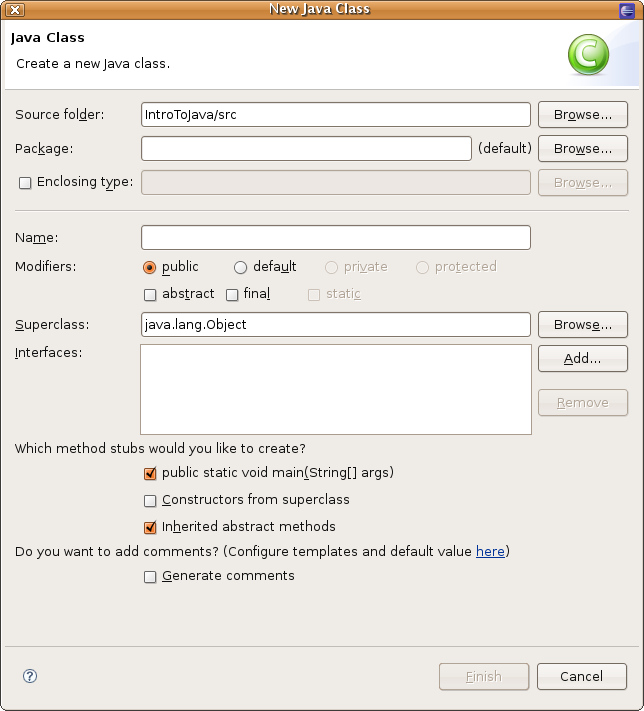 New Java Class
Java Class
Create a new Java class.
C
Source folder: IntroToJava/src Browse...
Package: (default) Browse...
Enclosing type: Browse...
Name:
Modifiers: public default private protected
abstract final static
Superclass: java.lang.Object Browse...
Interfaces: Add...
Remove
Which method stubs would you like to create?
public static void main(String[] args)
Constructors from superclass
Inherited abstract methods
Do you want to add comments? (Configure templates and default value here)
Generate comments
? Finish Cancel